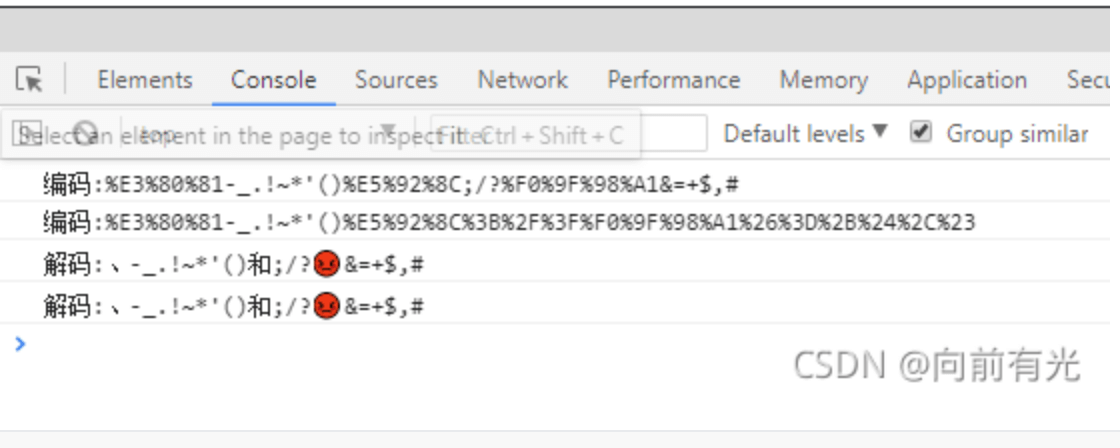 Elements Console Sources Network Performance Memory Application Secu
Select an element in the page to inspect it. Ctrl + Shift + C
top Filter Default levels ▼ Group similar
编码:%E3%80%81-_.!~*'()%E5%92%8C;/?%F0%9F%98%A1&=+$,#
编码:%E3%80%81-_.!~*'()%E5%92%8C%3B%2F%3F%F0%9F%98%A1%26%3D%2B%24%2C%23
解码:、-_.!~*'()和;/?😡&=+$,#
解码:、-_.!~*'()和;/?😡&=+$,#
CSDN @向前有光